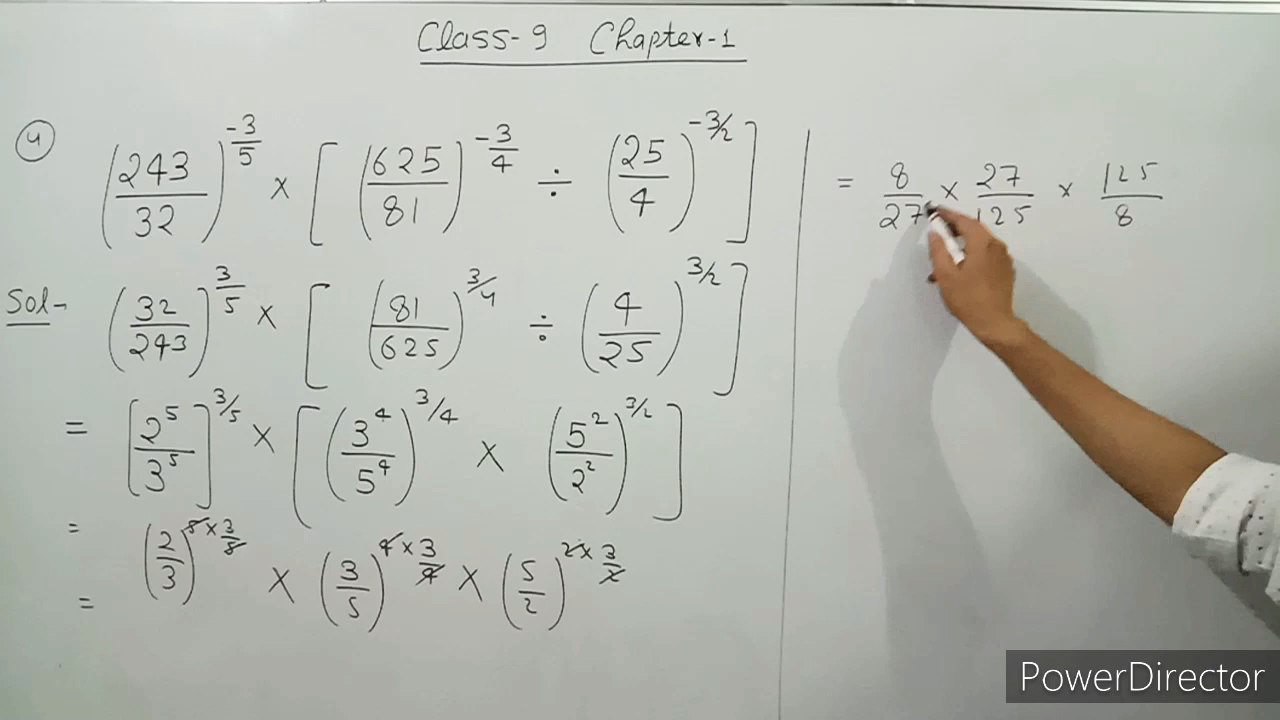 Class-9 Chapter-1
(4) (243/32)^(-3/5) × [(625/81)^(-3/4) ÷ (25/4)^(-3/2)]
Sol- (32/243)^(3/5) × [(81/625)^(3/4) ÷ (4/25)^(3/2)]
= [2^5/3^5]^(3/5) × [(3^4/5^4)^(3/4) × (5^2/2^2)^(3/2)]
= (2/3)^(5×3/5) × (3/5)^(4×3/4) × (5/2)^(2×3/2)
=
= 8/27 × 27/125 × 125/8
PowerDirector